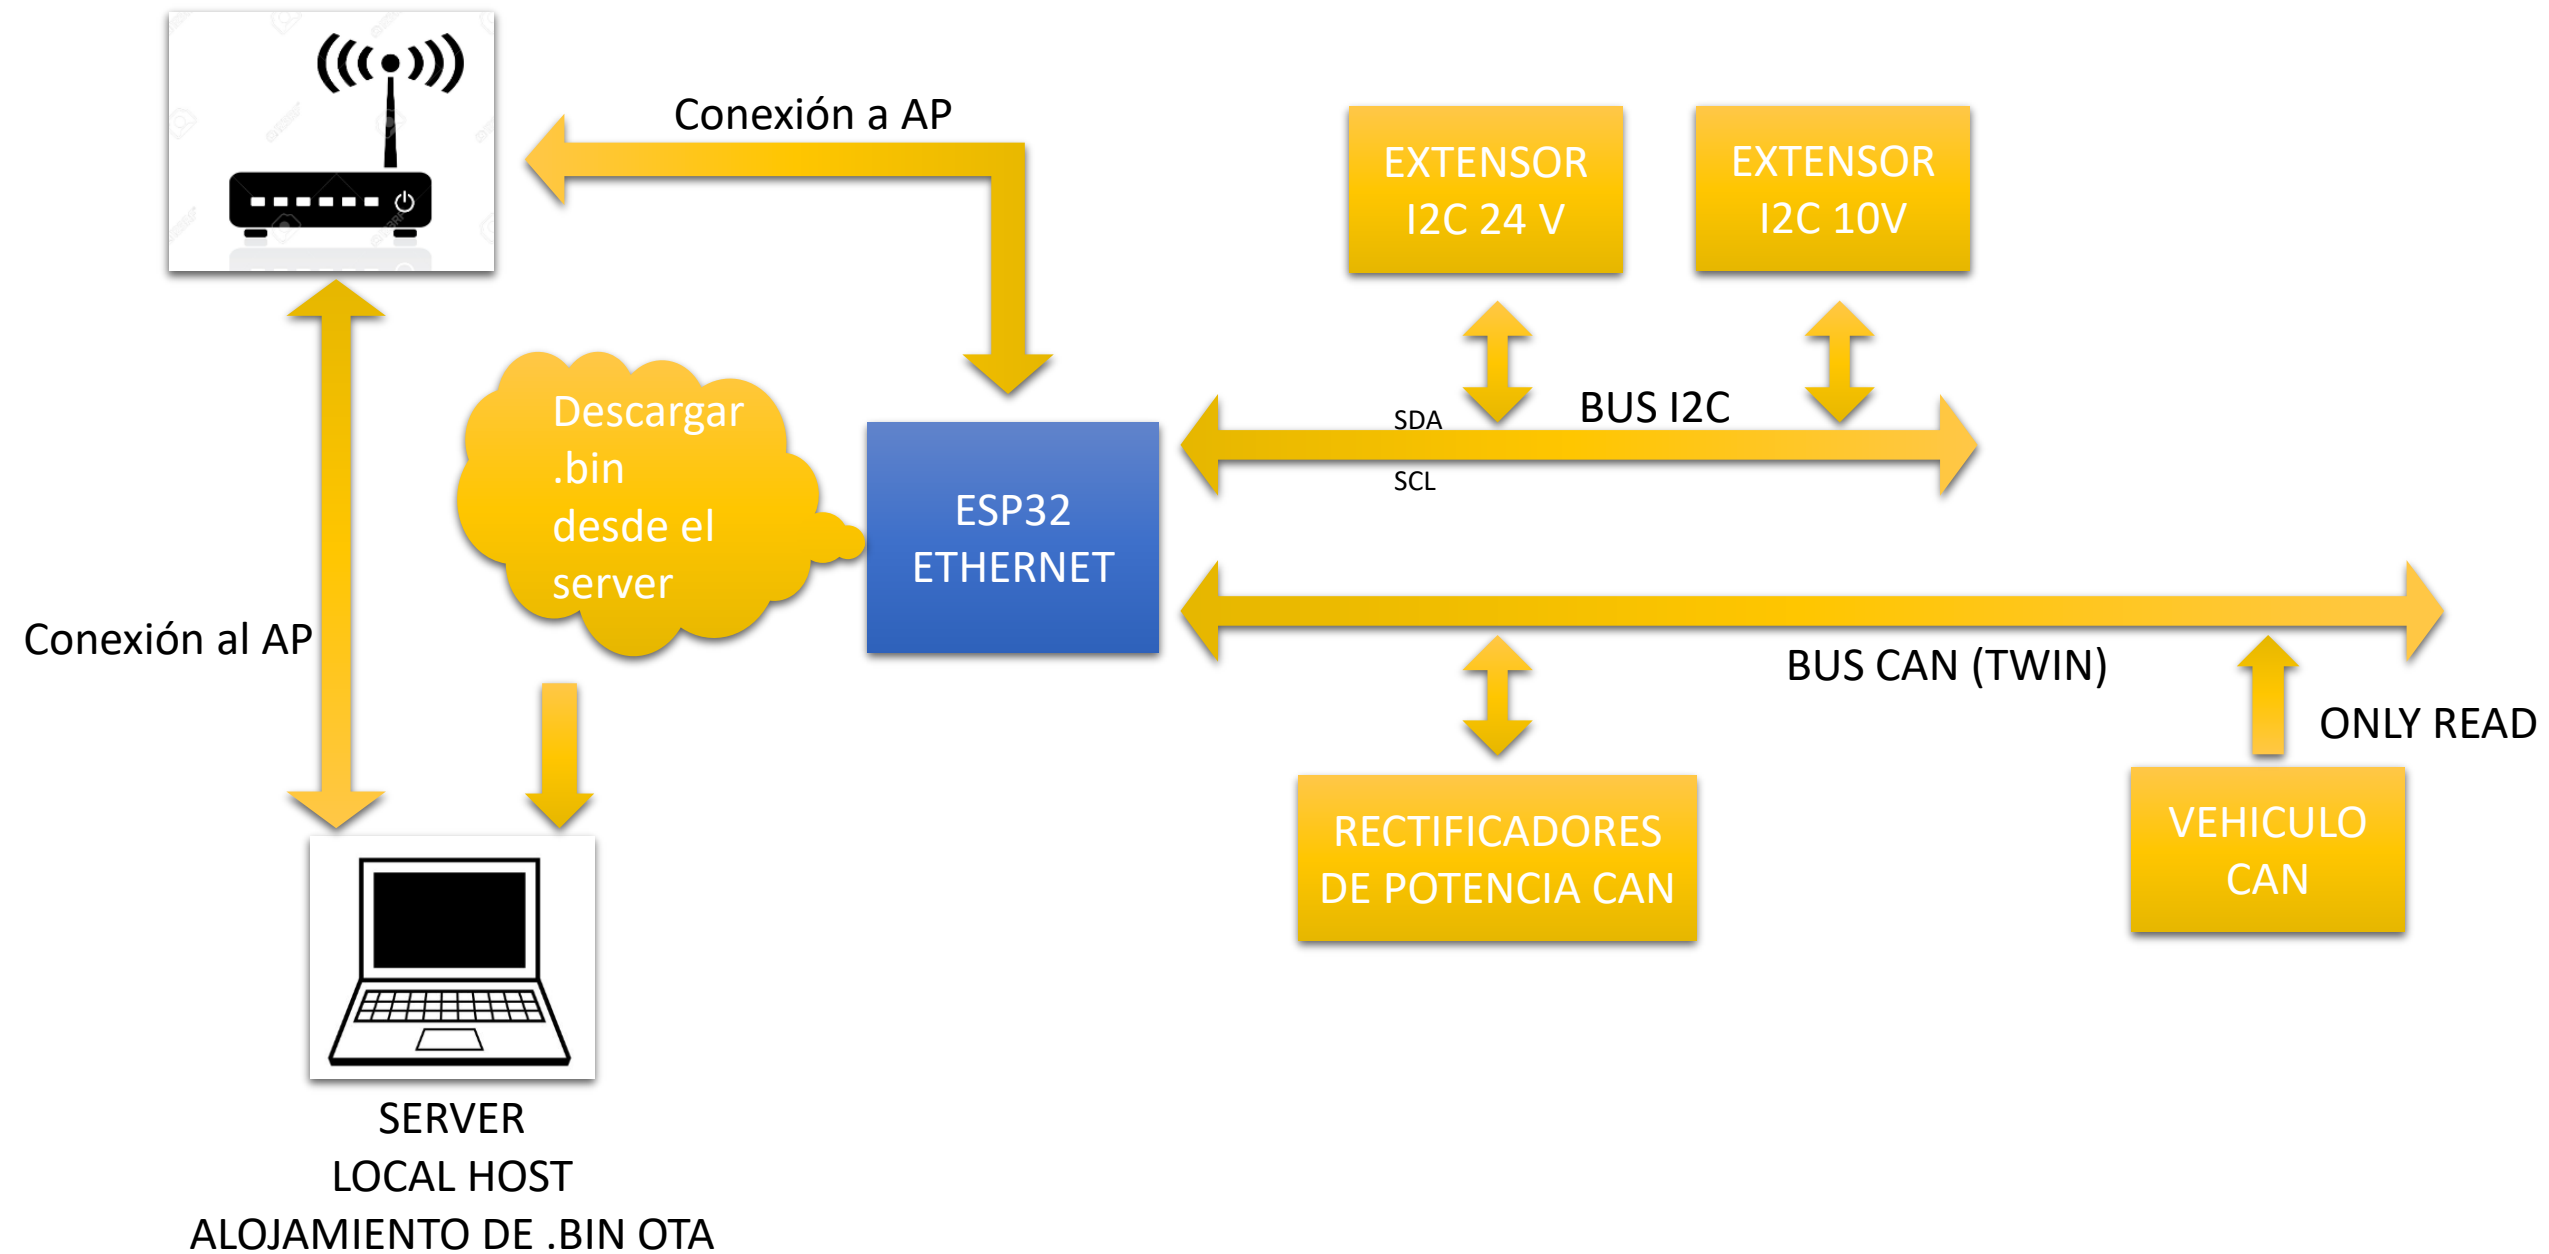 Conexión a AP
EXTENSOR
I2C 24 V
EXTENSOR
I2C 10V
Descargar
.bin
desde el
server
SDA
BUS I2C
SCL
ESP32
ETHERNET
Conexión al AP
BUS CAN (TWIN)
ONLY READ
RECTIFICADORES
DE POTENCIA CAN
VEHICULO
CAN
SERVER
LOCAL HOST
ALOJAMIENTO DE .BIN OTA